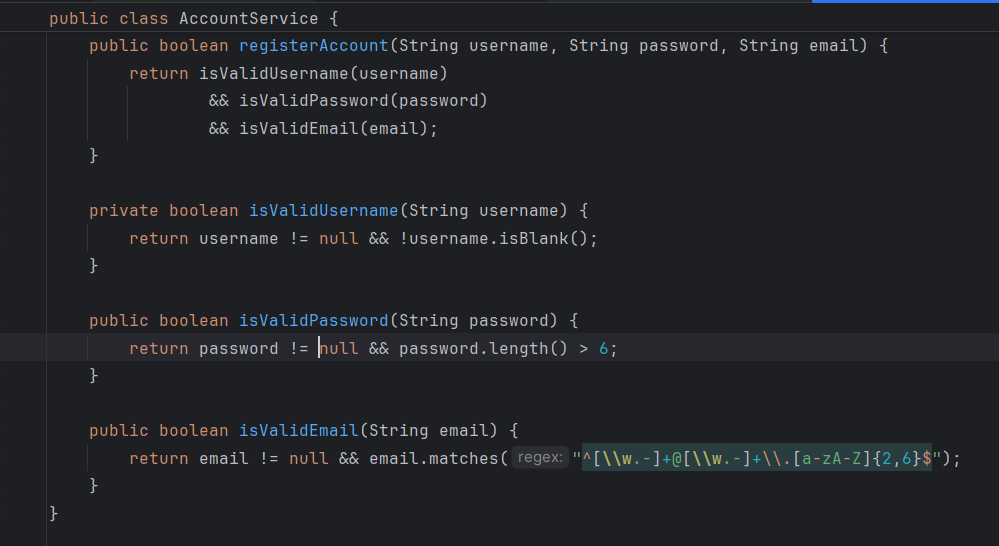 public class AccountService {
    public boolean registerAccount(String username, String password, String email) {
        return isValidUsername(username)
                && isValidPassword(password)
                && isValidEmail(email);
    }
    private boolean isValidUsername(String username) {
        return username != null && !username.isBlank();
    }
    public boolean isValidPassword(String password) {
        return password != null && password.length() > 6;
    }
    public boolean isValidEmail(String email) {
        return email != null && email.matches( regex: "^[\\w.-]+@[\\w.-]+\\.[a-zA-Z]{2,6}$");
    }
}